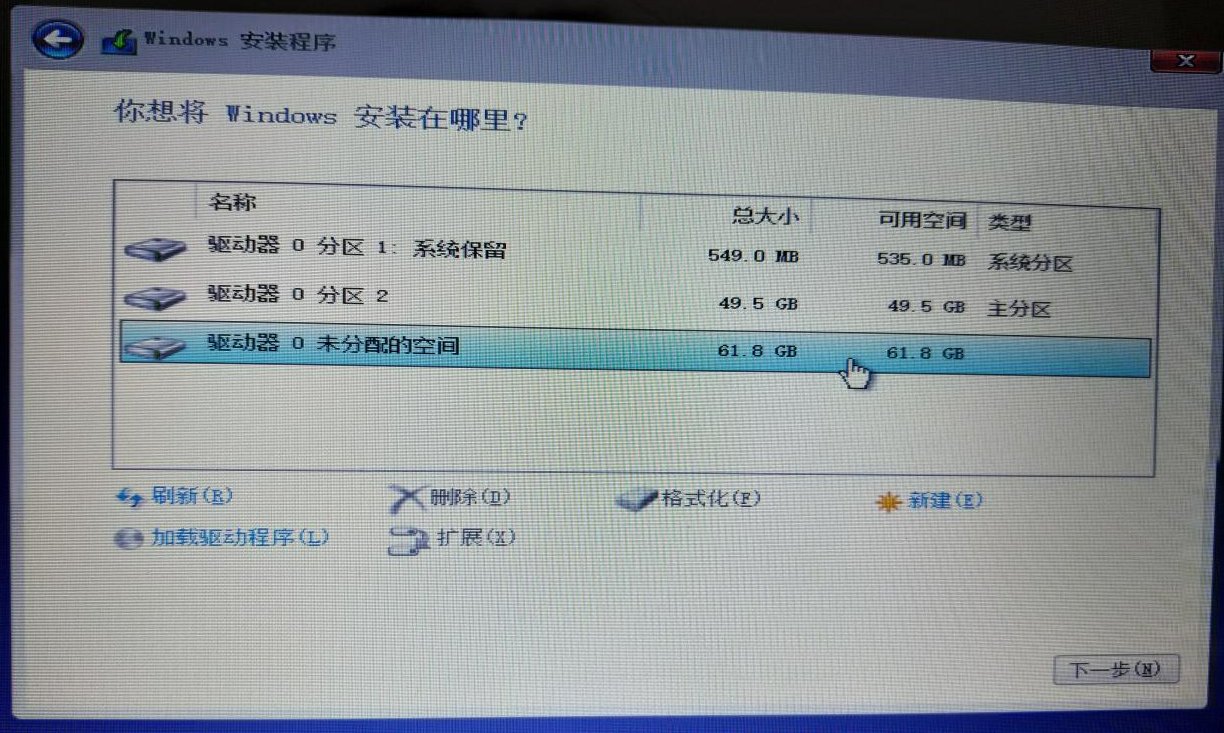 Windows 安装程序
你想将 Windows 安装在哪里?
名称 总大小 可用空间 类型
驱动器 0 分区 1: 系统保留 549.0 MB 535.0 MB 系统分区
驱动器 0 分区 2 49.5 GB 49.5 GB 主分区
驱动器 0 未分配的空间 61.8 GB 61.8 GB
刷新(R) 删除(D) 格式化(F) 新建(E)
加载驱动程序(L) 扩展(X)
下一步(N)